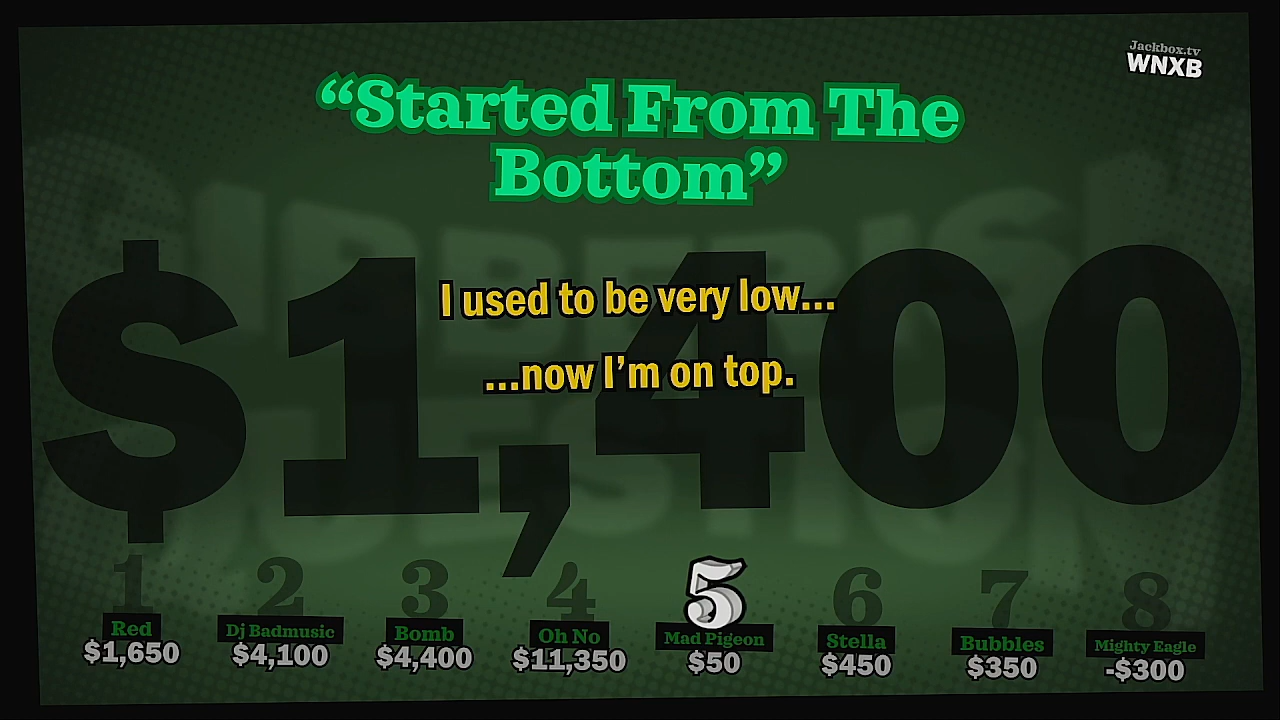 Jackbox.tv
WNXB
“Started From The
Bottom”
GIBBERISH
QUESTION
$1,400
I used to be very low...
...now I’m on top.
1 2 3 4 5 6 7 8
Red Dj Badmusic Bomb Oh No Mad Pigeon Stella Bubbles Mighty Eagle
$1,650 $4,100 $4,400 $11,350 $50 $450 $350 -$300